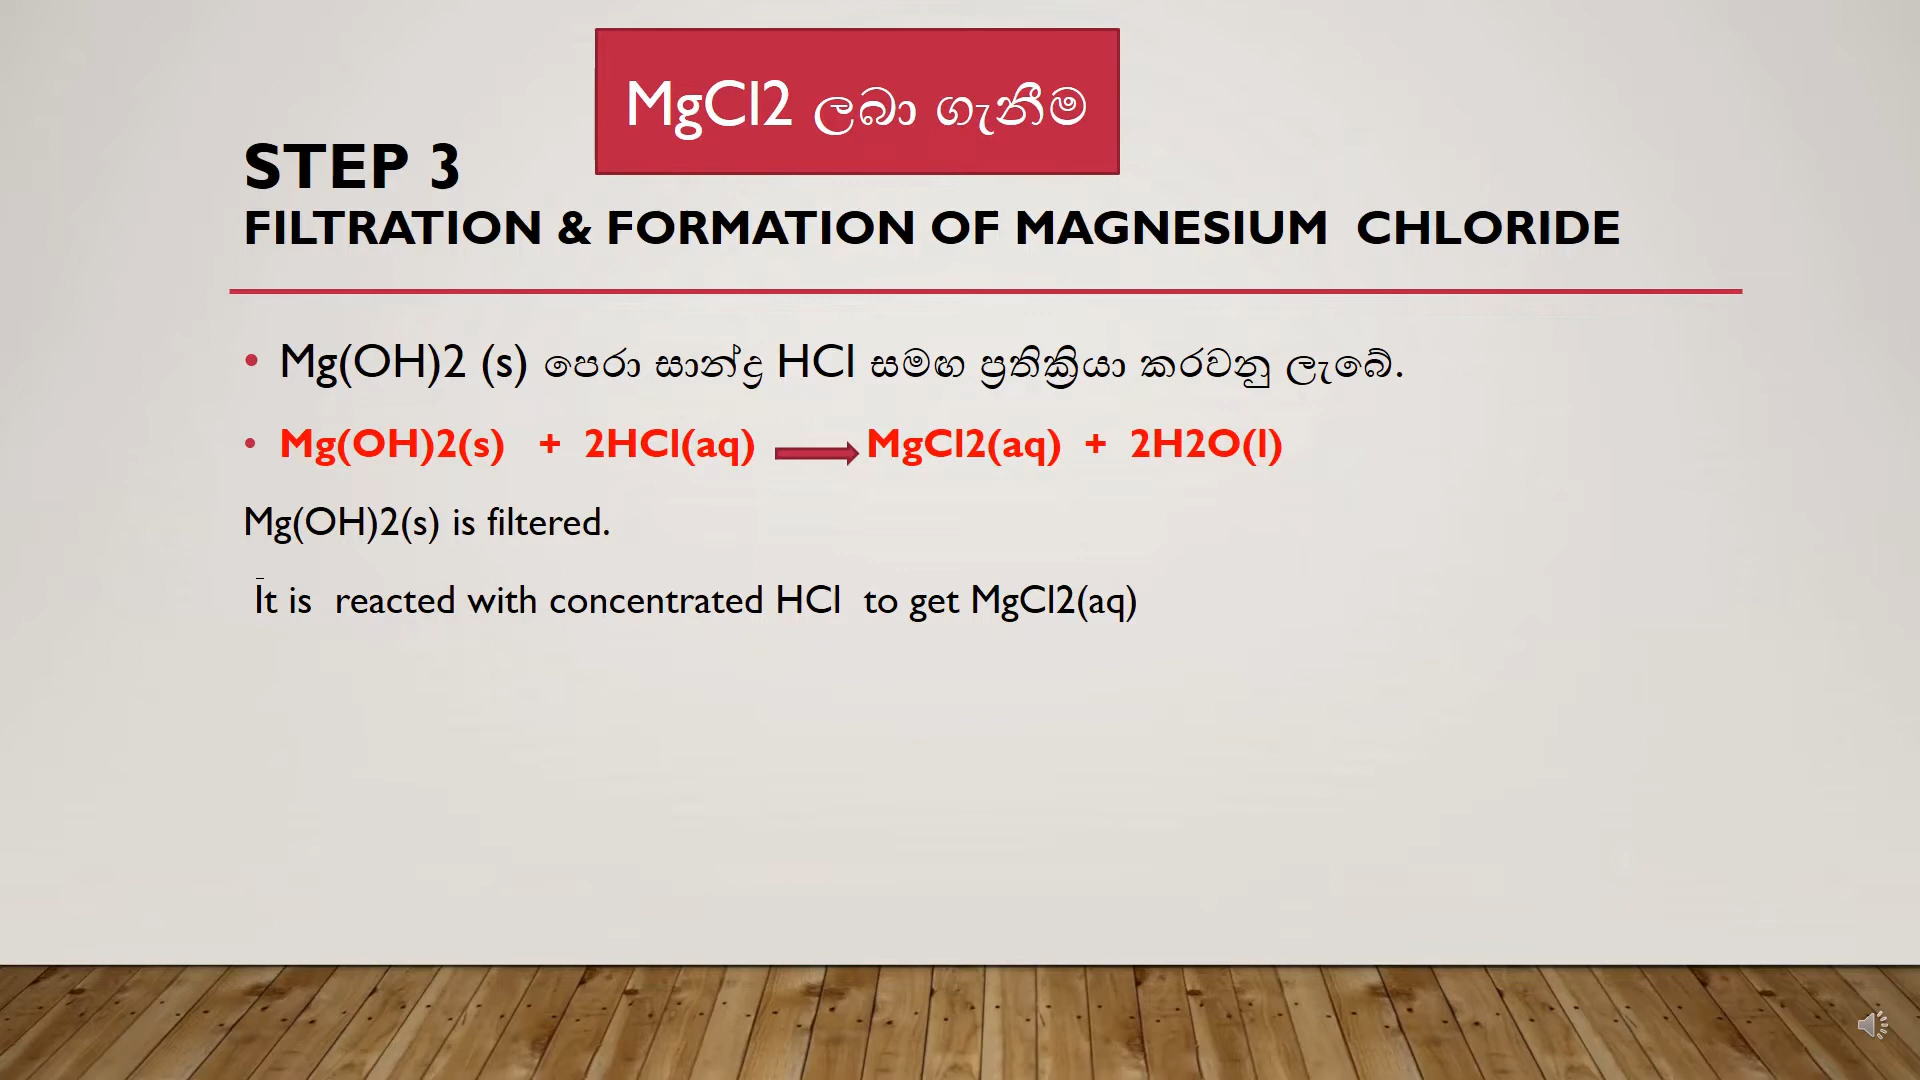 MgCl2 ලබා ගැනීම
STEP 3
FILTRATION & FORMATION OF MAGNESIUM CHLORIDE
• Mg(OH)2 (s) පෙරා සාන්ද්‍ර HCl සමඟ ප්‍රතික්‍රියා කරවනු ලැබේ.
• Mg(OH)2(s) + 2HCl(aq) ➡ MgCl2(aq) + 2H2O(l)
Mg(OH)2(s) is filtered.
It is reacted with concentrated HCl to get MgCl2(aq)